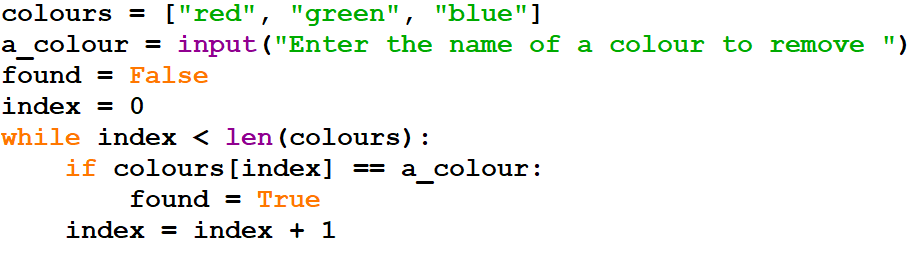 colours = ["red", "green", "blue"]
a_colour = input("Enter the name of a colour to remove ")
found = False
index = 0
while index < len(colours):
    if colours[index] == a_colour:
        found = True
    index = index + 1